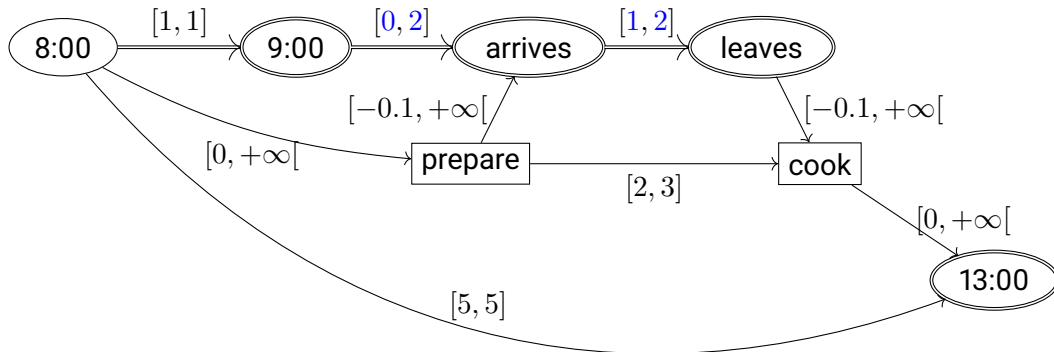 [1, 1] [0, 2] [1, 2]
8:00 9:00 arrives leaves
[−0.1, +∞[ [−0.1, +∞[
[0, +∞[ prepare cook
[2, 3]
[0, +∞[
13:00
[5, 5]